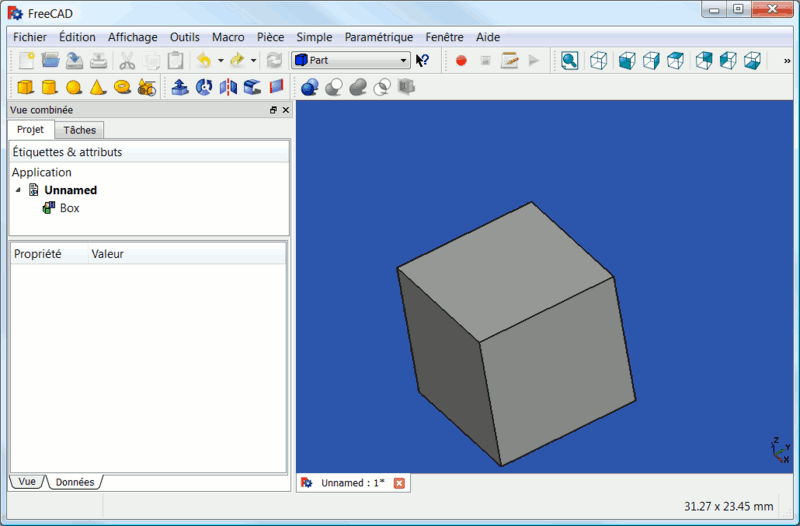 FreeCAD
Fichier Édition Affichage Outils Macro Pièce Simple Paramétrique Fenêtre Aide
Part
»
Vue combinée
Projet Tâches
Étiquettes & attributs
Application
Unnamed
Box
Propriété Valeur
Z
Y
X
Vue Données
Unnamed : 1*
31.27 x 23.45 mm